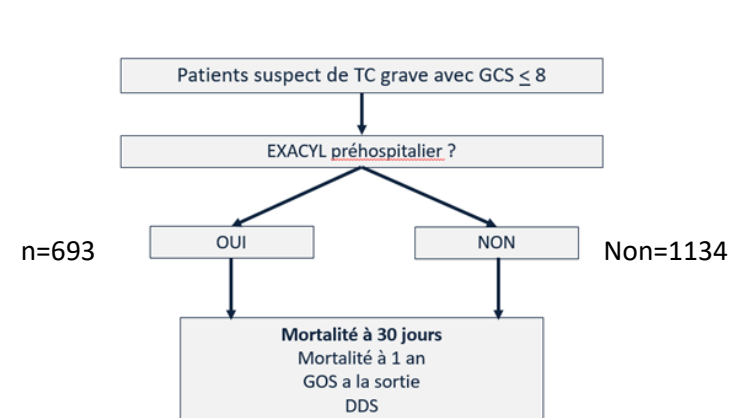 Patients suspect de TC grave avec GCS ≤ 8
EXACYL préhospitalier ?
n=693
OUI
NON
Non=1134
Mortalité à 30 jours
Mortalité à 1 an
GOS a la sortie
DDS